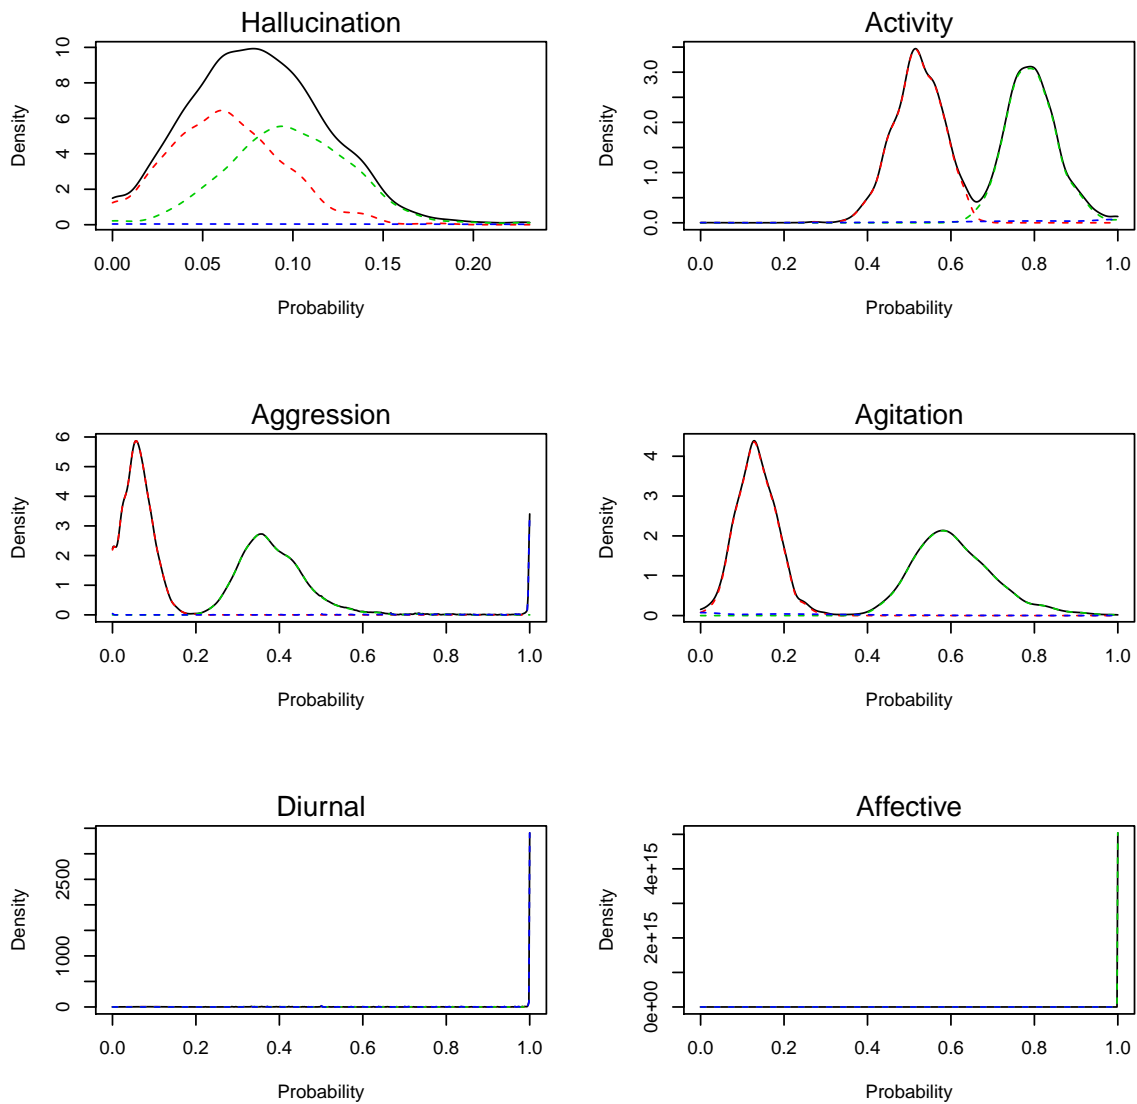 Hallucination
Density
0 2 4 6 8 10
0.00 0.05 0.10 0.15 0.20
Probability
Activity
Density
0.0 1.0 2.0 3.0
0.0 0.2 0.4 0.6 0.8 1.0
Probability
Aggression
Density
0 1 2 3 4 5 6
0.0 0.2 0.4 0.6 0.8 1.0
Probability
Agitation
Density
0 1 2 3 4
0.0 0.2 0.4 0.6 0.8 1.0
Probability
Diurnal
Density
0 1000 2500
0.0 0.2 0.4 0.6 0.8 1.0
Probability
Affective
Density
0e+00 2e+15 4e+15
0.0 0.2 0.4 0.6 0.8 1.0
Probability